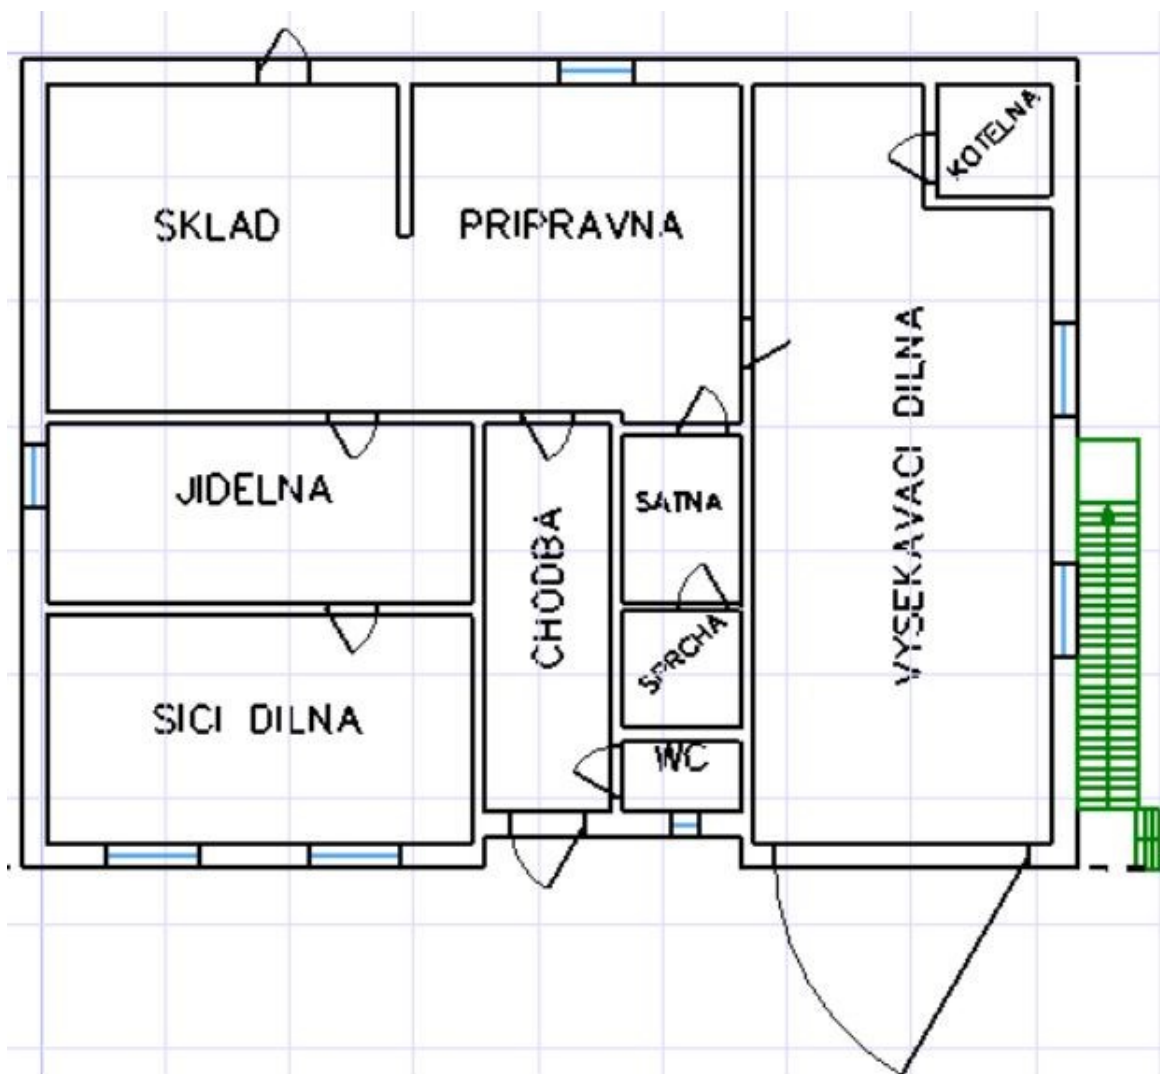 KOTELNA
SKLAD
PRIPRAVNA
VYSEKAVACI DILNA
JIDELNA
SATNA
CHODBA
SPRCHA
SICI DILNA
WC